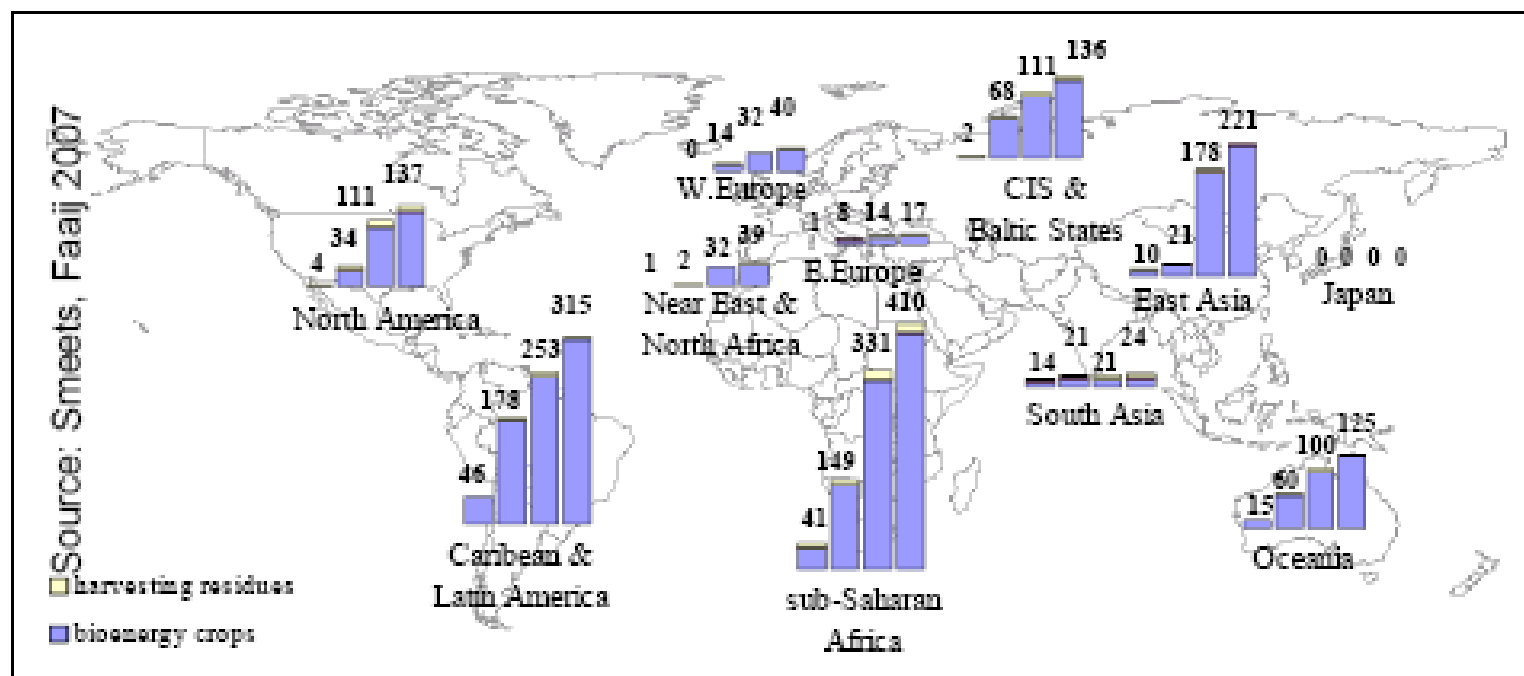 Source: Smeets, Faaij 2007
0 14 32 40
W.Europe
2 68 111 136
CIS &
Baltic States
4 34 111 137
North America
1 2 32 39
Near East &
North Africa
1 8 14 17
E.Europe
10 21 178 221
East Asia
0 0 0 0
Japan
46 178 253 315
Caribean &
Latin America
41 149 331 410
sub-Saharan
Africa
14 21 21 24
South Asia
15 60 100 125
Oceania
harvesting residues
bioenergy crops